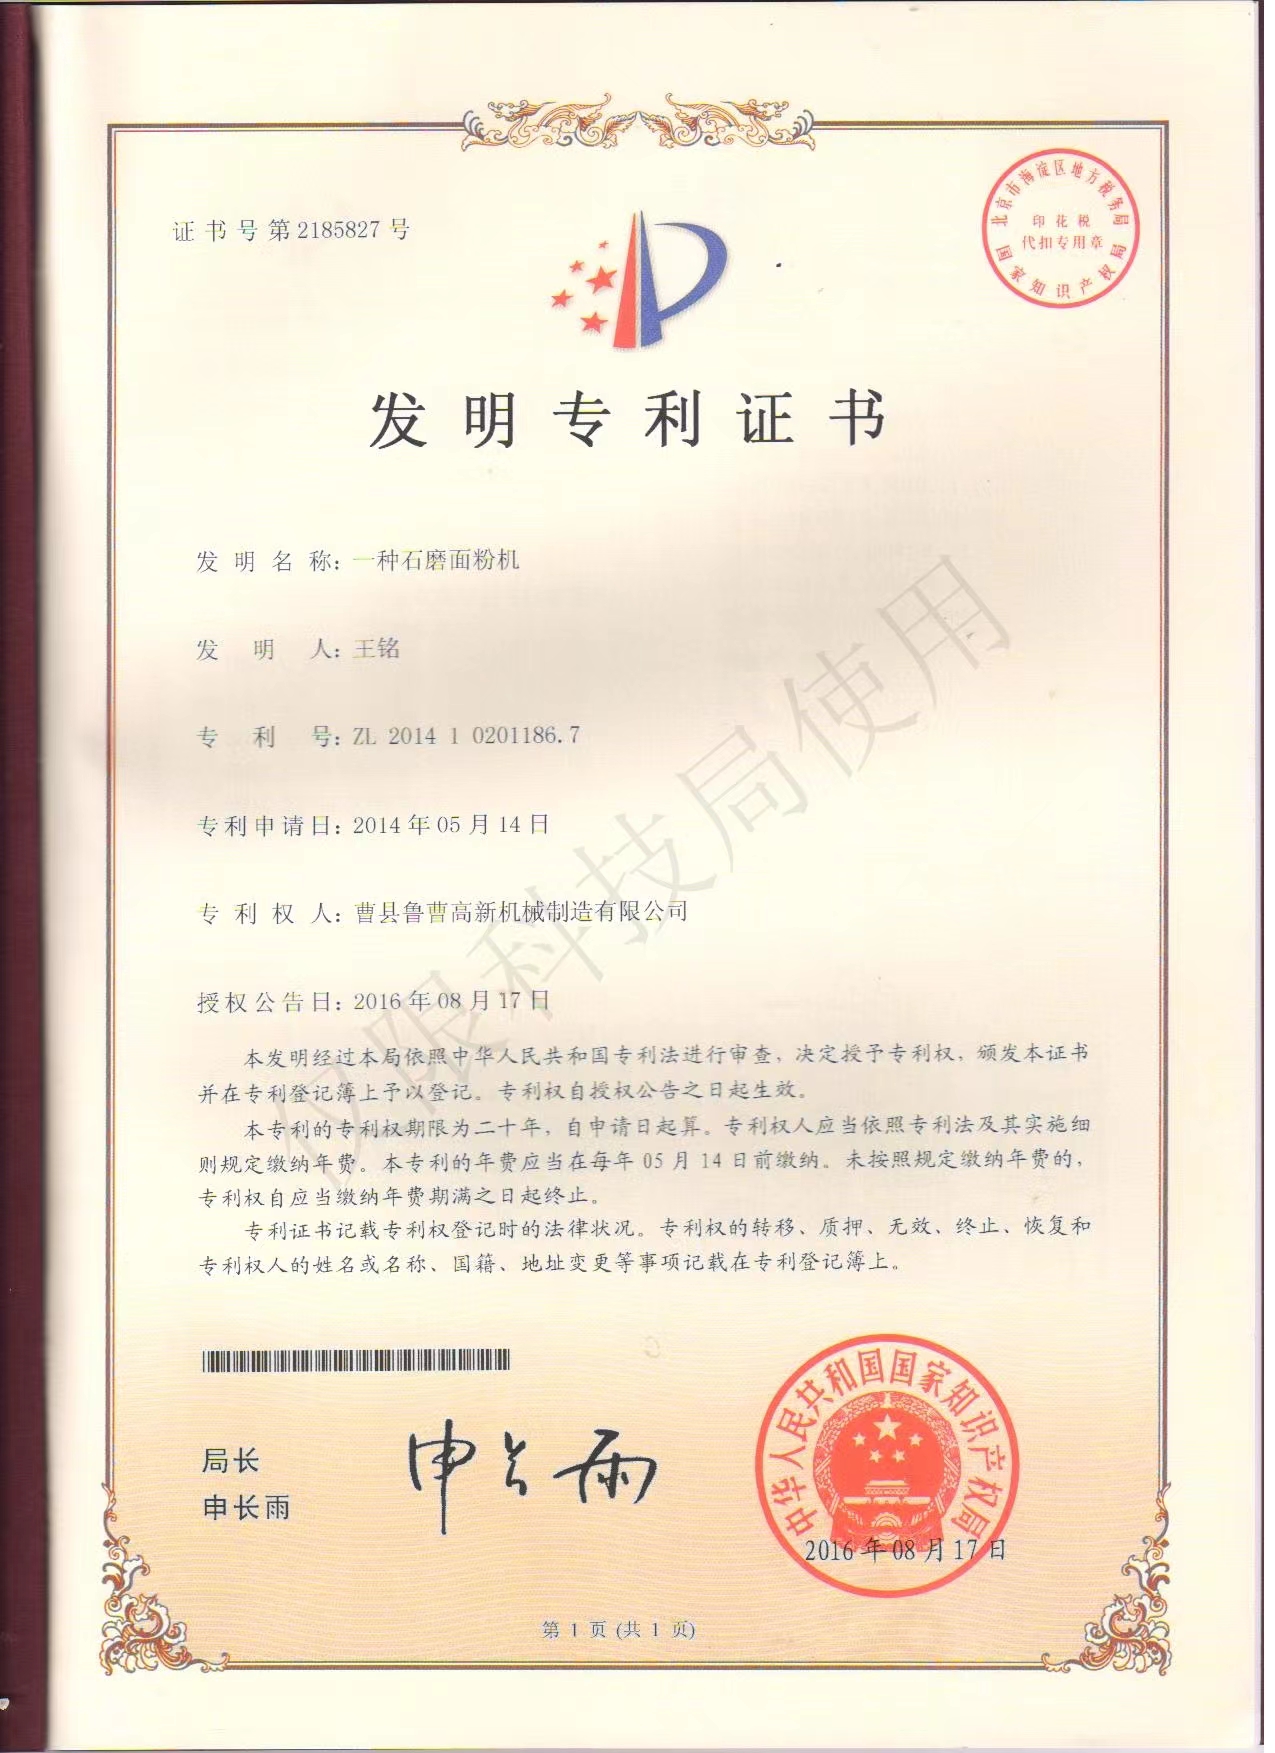 证书号第2185827号
北京市海淀区地方税务局
印花税
代扣专用章
国家知识产权局
发明专利证书
发明名称：一种石磨面粉机
发明人：王铭
专利号：ZL 2014 1 0201186.7
专利申请日：2014年05月14日
专利权人：曹县鲁曹高新机械制造有限公司
授权公告日：2016年08月17日
本发明经过本局依照中华人民共和国专利法进行审查，决定授予专利权，颁发本证书
并在专利登记簿上予以登记。专利权自授权公告之日起生效。
本专利的专利权期限为二十年，自申请日起算。专利权人应当依照专利法及其实施细
则规定缴纳年费。本专利的年费应当在每年05月14日前缴纳。未按照规定缴纳年费的，
专利权自应当缴纳年费期满之日起终止。
专利证书记载专利权登记时的法律状况。专利权的转移、质押、无效、终止、恢复和
专利权人的姓名或名称、国籍、地址变更等事项记载在专利登记簿上。
仅限科技局使用
局长
申长雨
申长雨
中华人民共和国国家知识产权局
2016年08月17日
第 1 页 (共 1 页)